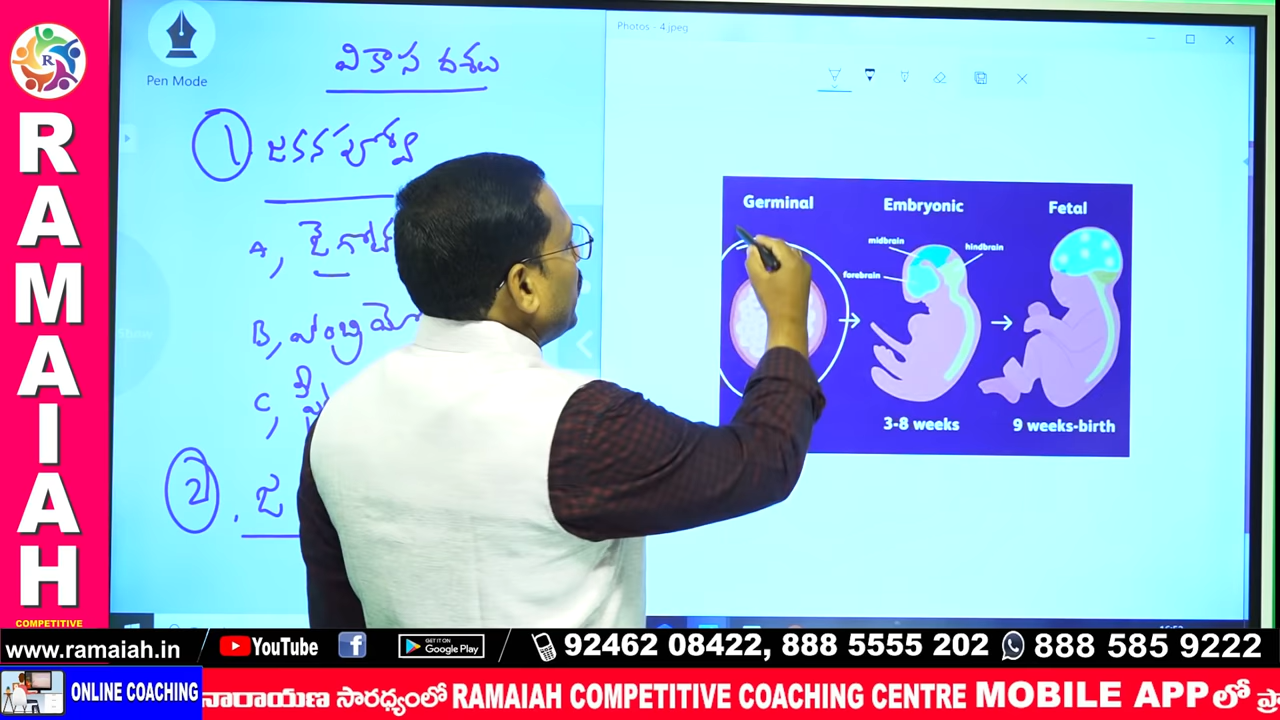 R
RAMAIAH
COMPETITIVE
Pen Mode
వికాస దశలు
1 జనన పూర్వ
A,
B,
C,
2.
Photos - 4.jpeg
Germinal
Embryonic
Fetal
midbrain
hindbrain
forebrain
3-8 weeks
9 weeks-birth
www.ramaiah.in
YouTube
f
GET IT ON
Google Play
92462 08422, 888 5555 202
888 585 9222
ONLINE COACHING
నారాయణ సారధ్యంలో RAMAIAH COMPETITIVE COACHING CENTRE MOBILE APP లో